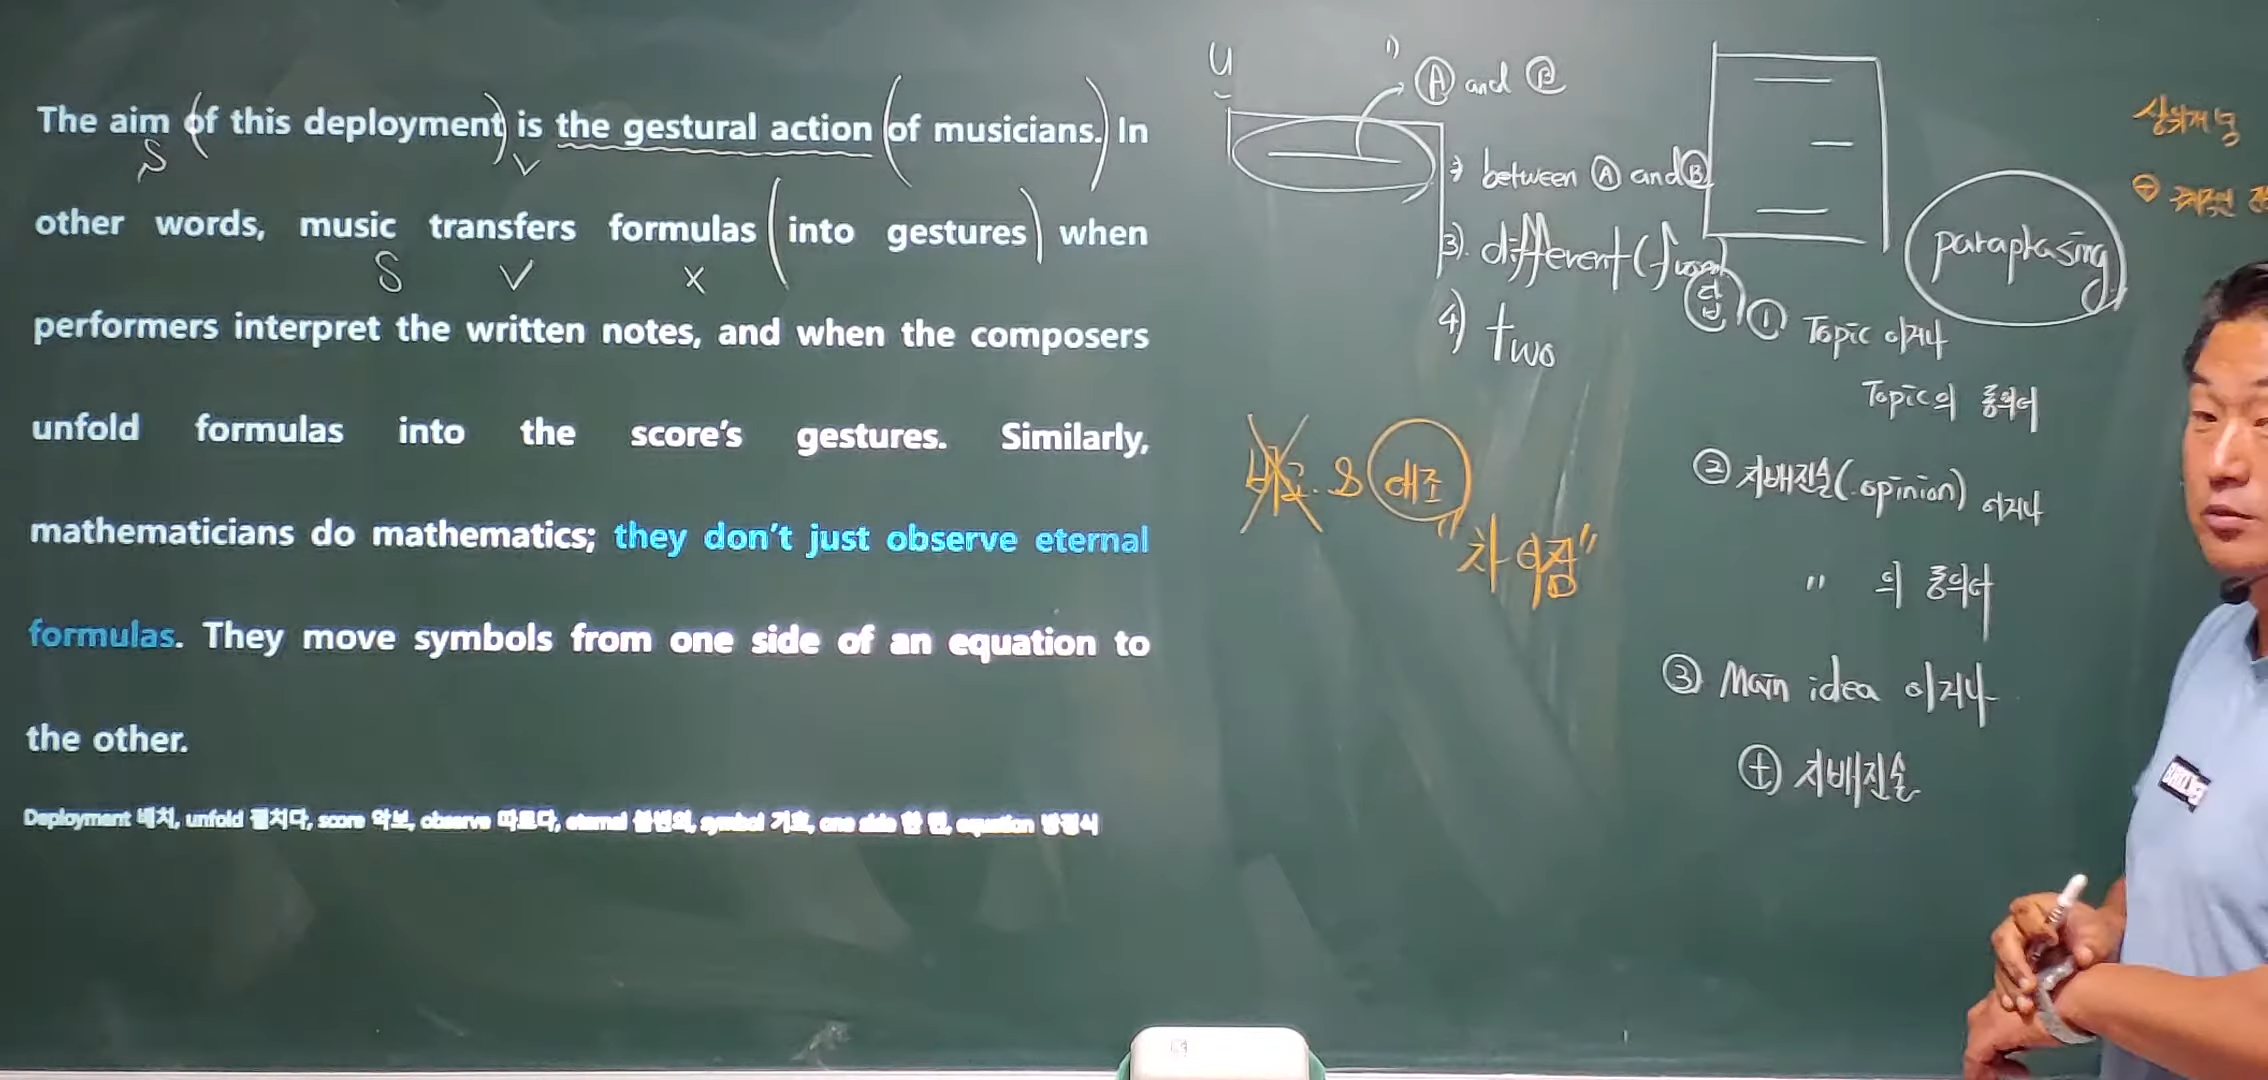 The aim of this deployment is the gestural action of musicians. In
S V
other words, music transfers formulas into gestures when
S V X
performers interpret the written notes, and when the composers
unfold formulas into the score's gestures. Similarly,
mathematicians do mathematics; they don't just observe eternal
formulas. They move symbols from one side of an equation to
the other.
Deployment 배치, unfold 펼치다, score 악보, observe 따르다, eternal 불변의, symbol 기호, one side 한 편, equation 방정식
U
1) Ⓐ and Ⓑ
between Ⓐ and Ⓑ
3). different (from)
4) two
대조
"차이점"
paraphasing
답
① Topic 이거나
Topic의 동의어
② 지배진술(opinion) 이거나
" 의 동의어
③ Main idea 이거나
⊕ 지배진술
상위개념
⊕